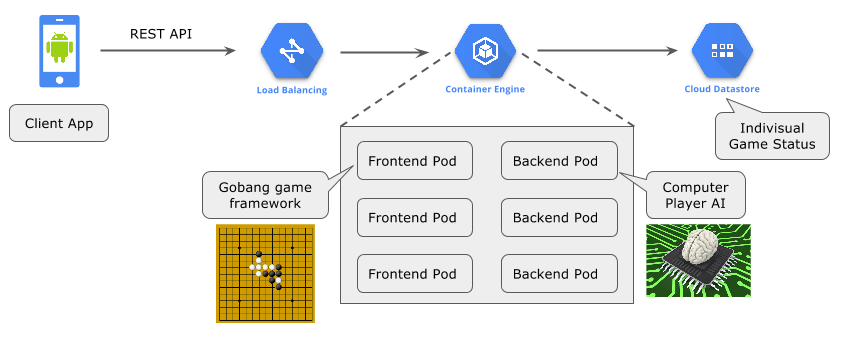 REST API
Load Balancing
Container Engine
Cloud Datastore
Client App
Indivisual
Game Status
Frontend Pod
Backend Pod
Gobang game
framework
Computer
Player AI
Frontend Pod
Backend Pod
Frontend Pod
Backend Pod